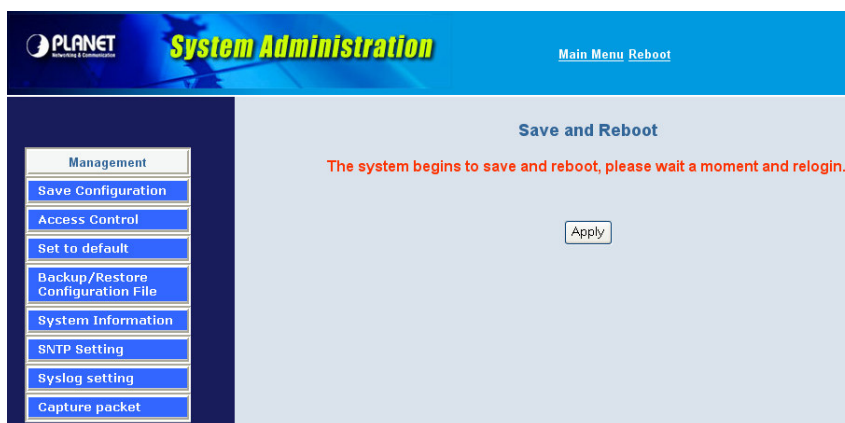 PLANET
Networking & Communication
System Administration
Main Menu Reboot
Management
Save Configuration
Access Control
Set to default
Backup/Restore
Configuration File
System Information
SNTP Setting
Syslog setting
Capture packet
Save and Reboot
The system begins to save and reboot, please wait a moment and relogin.
Apply